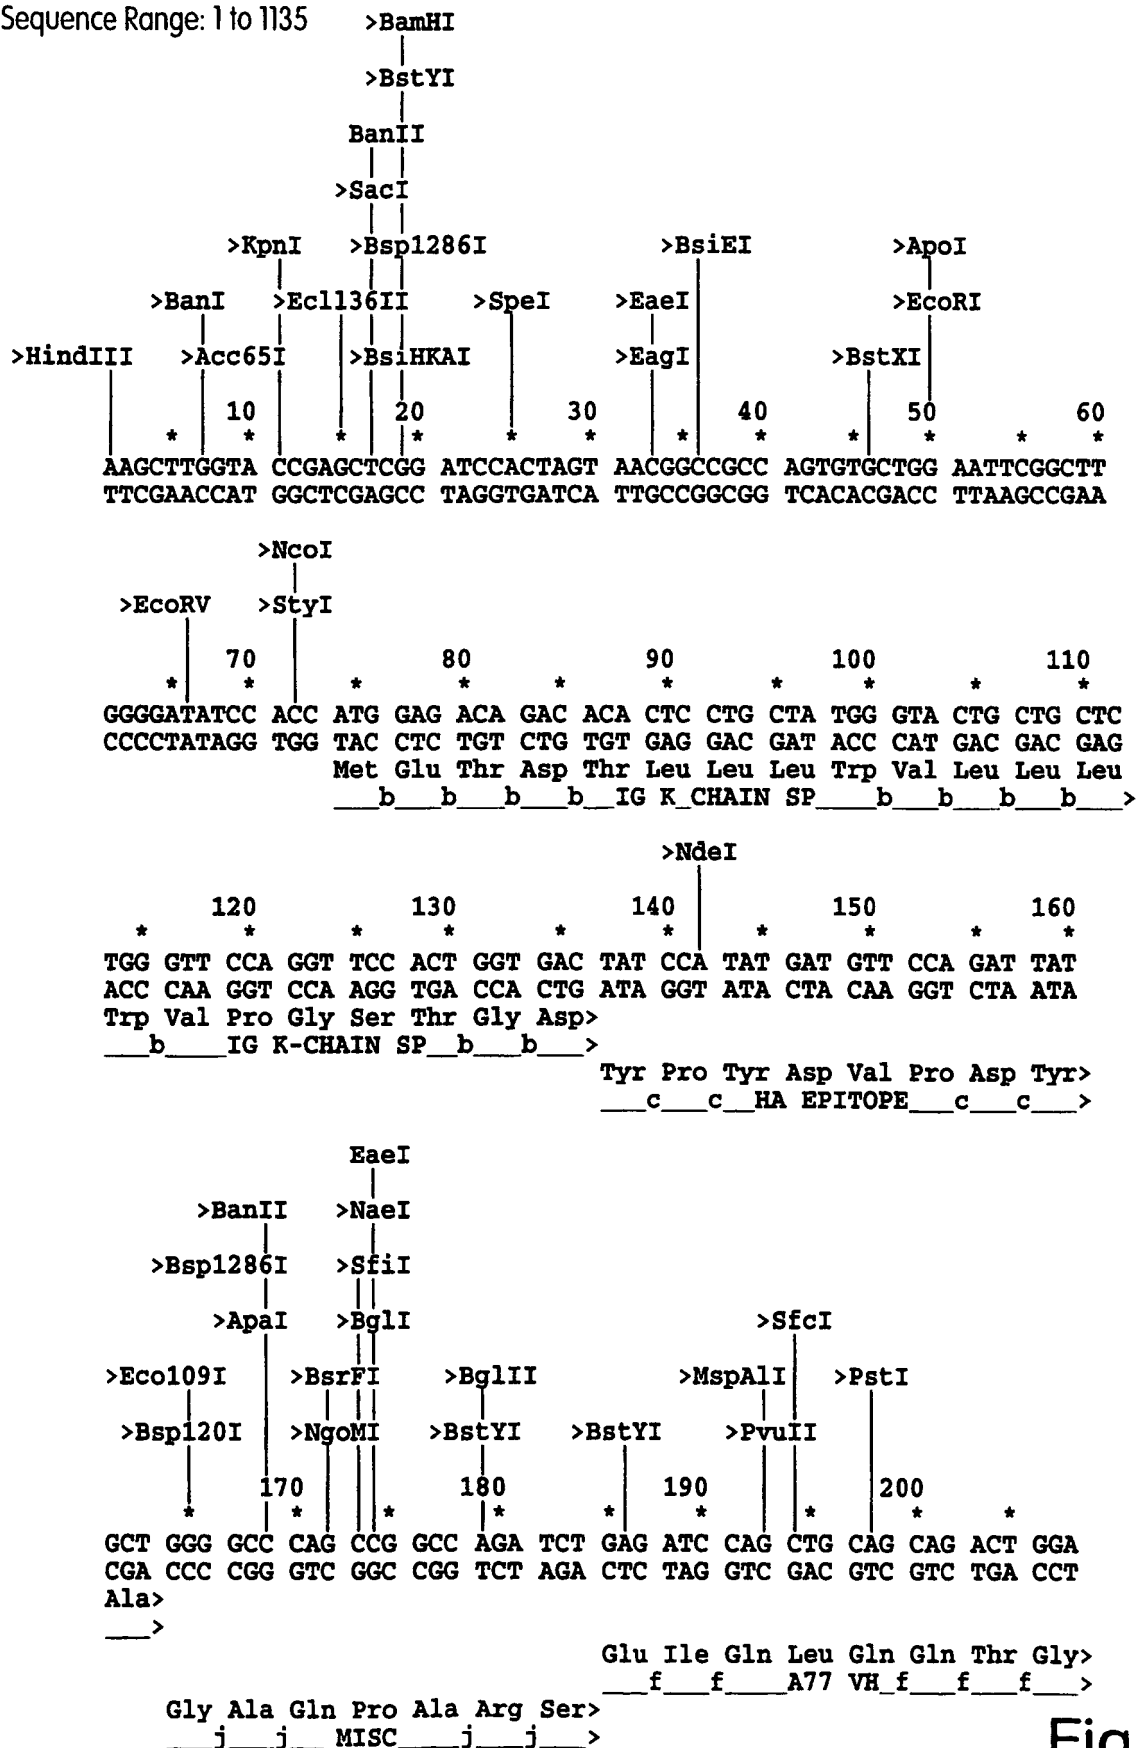 Sequence Range: 1 to 1135 >BamHI
>BstYI
BanII
>SacI
>KpnI >Bsp1286I >BsiEI >ApoI
>BanI >Ecl136II >SpeI >EaeI >EcoRI
>HindIII >Acc65I >BsiHKAI >EagI >BstXI
10 20 30 40 50 60
* * * * * * * * * * * *
AAGCTTGGTA CCGAGCTCGG ATCCACTAGT AACGGCCGCC AGTGTGCTGG AATTCGGCTT
TTCGAACCAT GGCTCGAGCC TAGGTGATCA TTGCCGGCGG TCACACGACC TTAAGCCGAA
>NcoI
>EcoRV >StyI
70 80 90 100 110
* * * * * * * * * *
GGGGATATCC ACC ATG GAG ACA GAC ACA CTC CTG CTA TGG GTA CTG CTG CTC
CCCCTATAGG TGG TAC CTC TGT CTG TGT GAG GAC GAT ACC CAT GAC GAC GAG
Met Glu Thr Asp Thr Leu Leu Leu Trp Val Leu Leu Leu
___b___b___b___b__IG K_CHAIN SP____b___b___b___b___>
>NdeI
120 130 140 150 160
* * * * * * * * * *
TGG GTT CCA GGT TCC ACT GGT GAC TAT CCA TAT GAT GTT CCA GAT TAT
ACC CAA GGT CCA AGG TGA CCA CTG ATA GGT ATA CTA CAA GGT CTA ATA
Trp Val Pro Gly Ser Thr Gly Asp>
___b____IG K-CHAIN SP__b___b___>
Tyr Pro Tyr Asp Val Pro Asp Tyr>
___c___c__HA EPITOPE___c___c___>
EaeI
>BanII >NaeI
>Bsp1286I >SfiI
>ApaI >BglI >SfcI
>Eco109I >BsrFI >BglII >MspAlI >PstI
>Bsp120I >NgoMI >BstYI >BstYI >PvuII
170 180 190 200
* * * * * * * * *
GCT GGG GCC CAG CCG GCC AGA TCT GAG ATC CAG CTG CAG CAG ACT GGA
CGA CCC CGG GTC GGC CGG TCT AGA CTC TAG GTC GAC GTC GTC TGA CCT
Ala>
___>
Glu Ile Gln Leu Gln Gln Thr Gly>
___f___f____A77 VH_f___f___f___>
Gly Ala Gln Pro Ala Arg Ser>
___j___j__ MISC____j___j___>
Fig